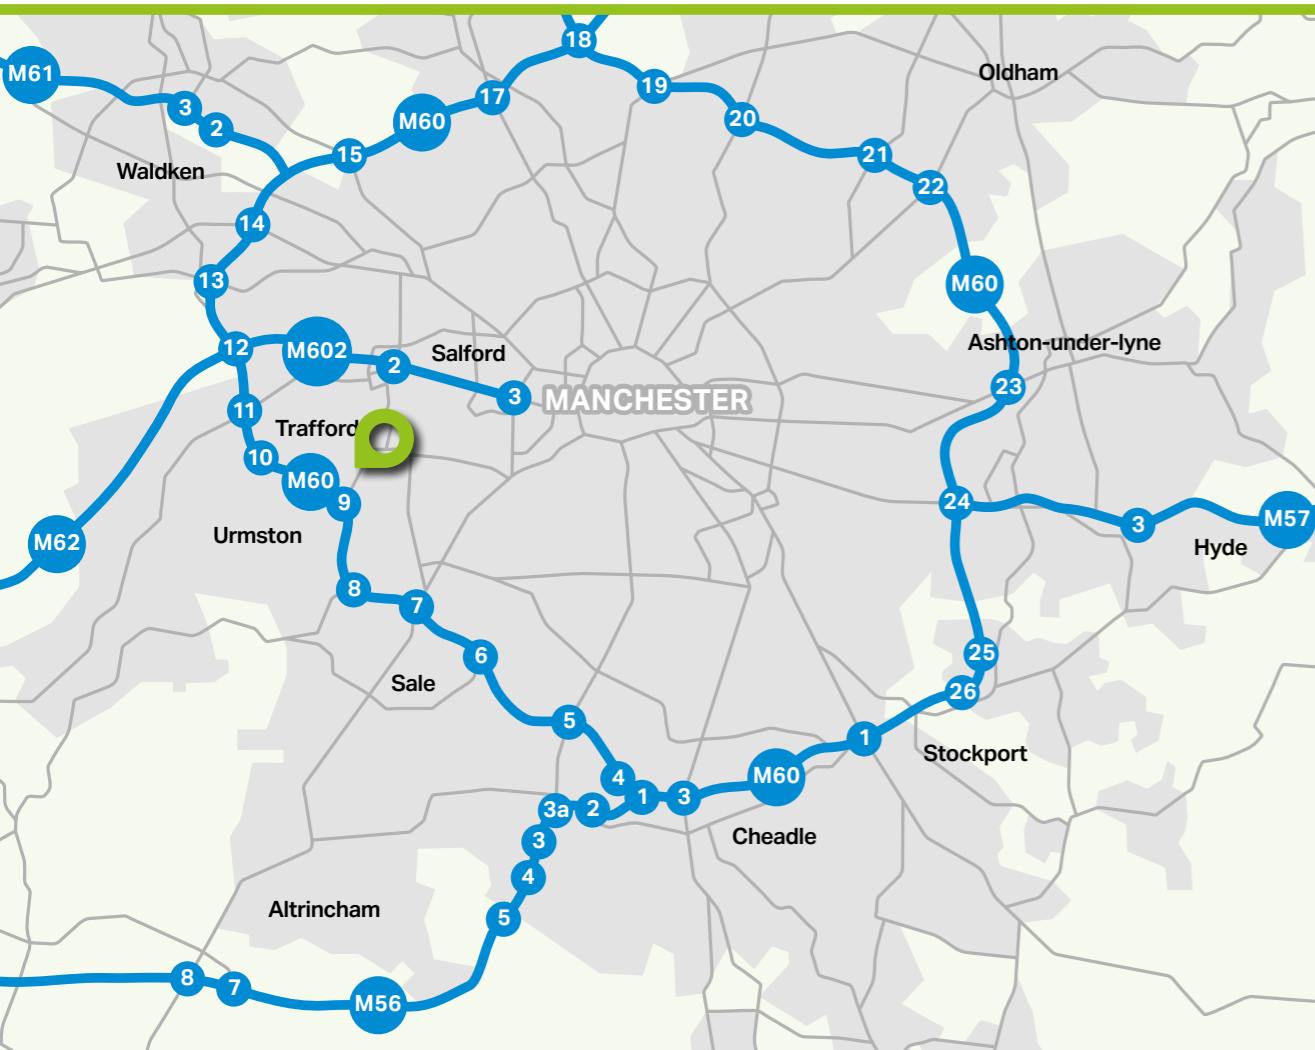 18
M61
Oldham
19
17
3
M60
20
2
15
21
Waldken
22
14
13
M60
Ashton-under-lyne
12
M602
Salford
2
23
3
MANCHESTER
11
Trafford
10
M60
9
24
M57
3
Urmston
M62
Hyde
8
7
25
6
Sale
26
5
1
Stockport
4
M60
1
3
3a
2
Cheadle
3
4
Altrincham
5
8
7
M56